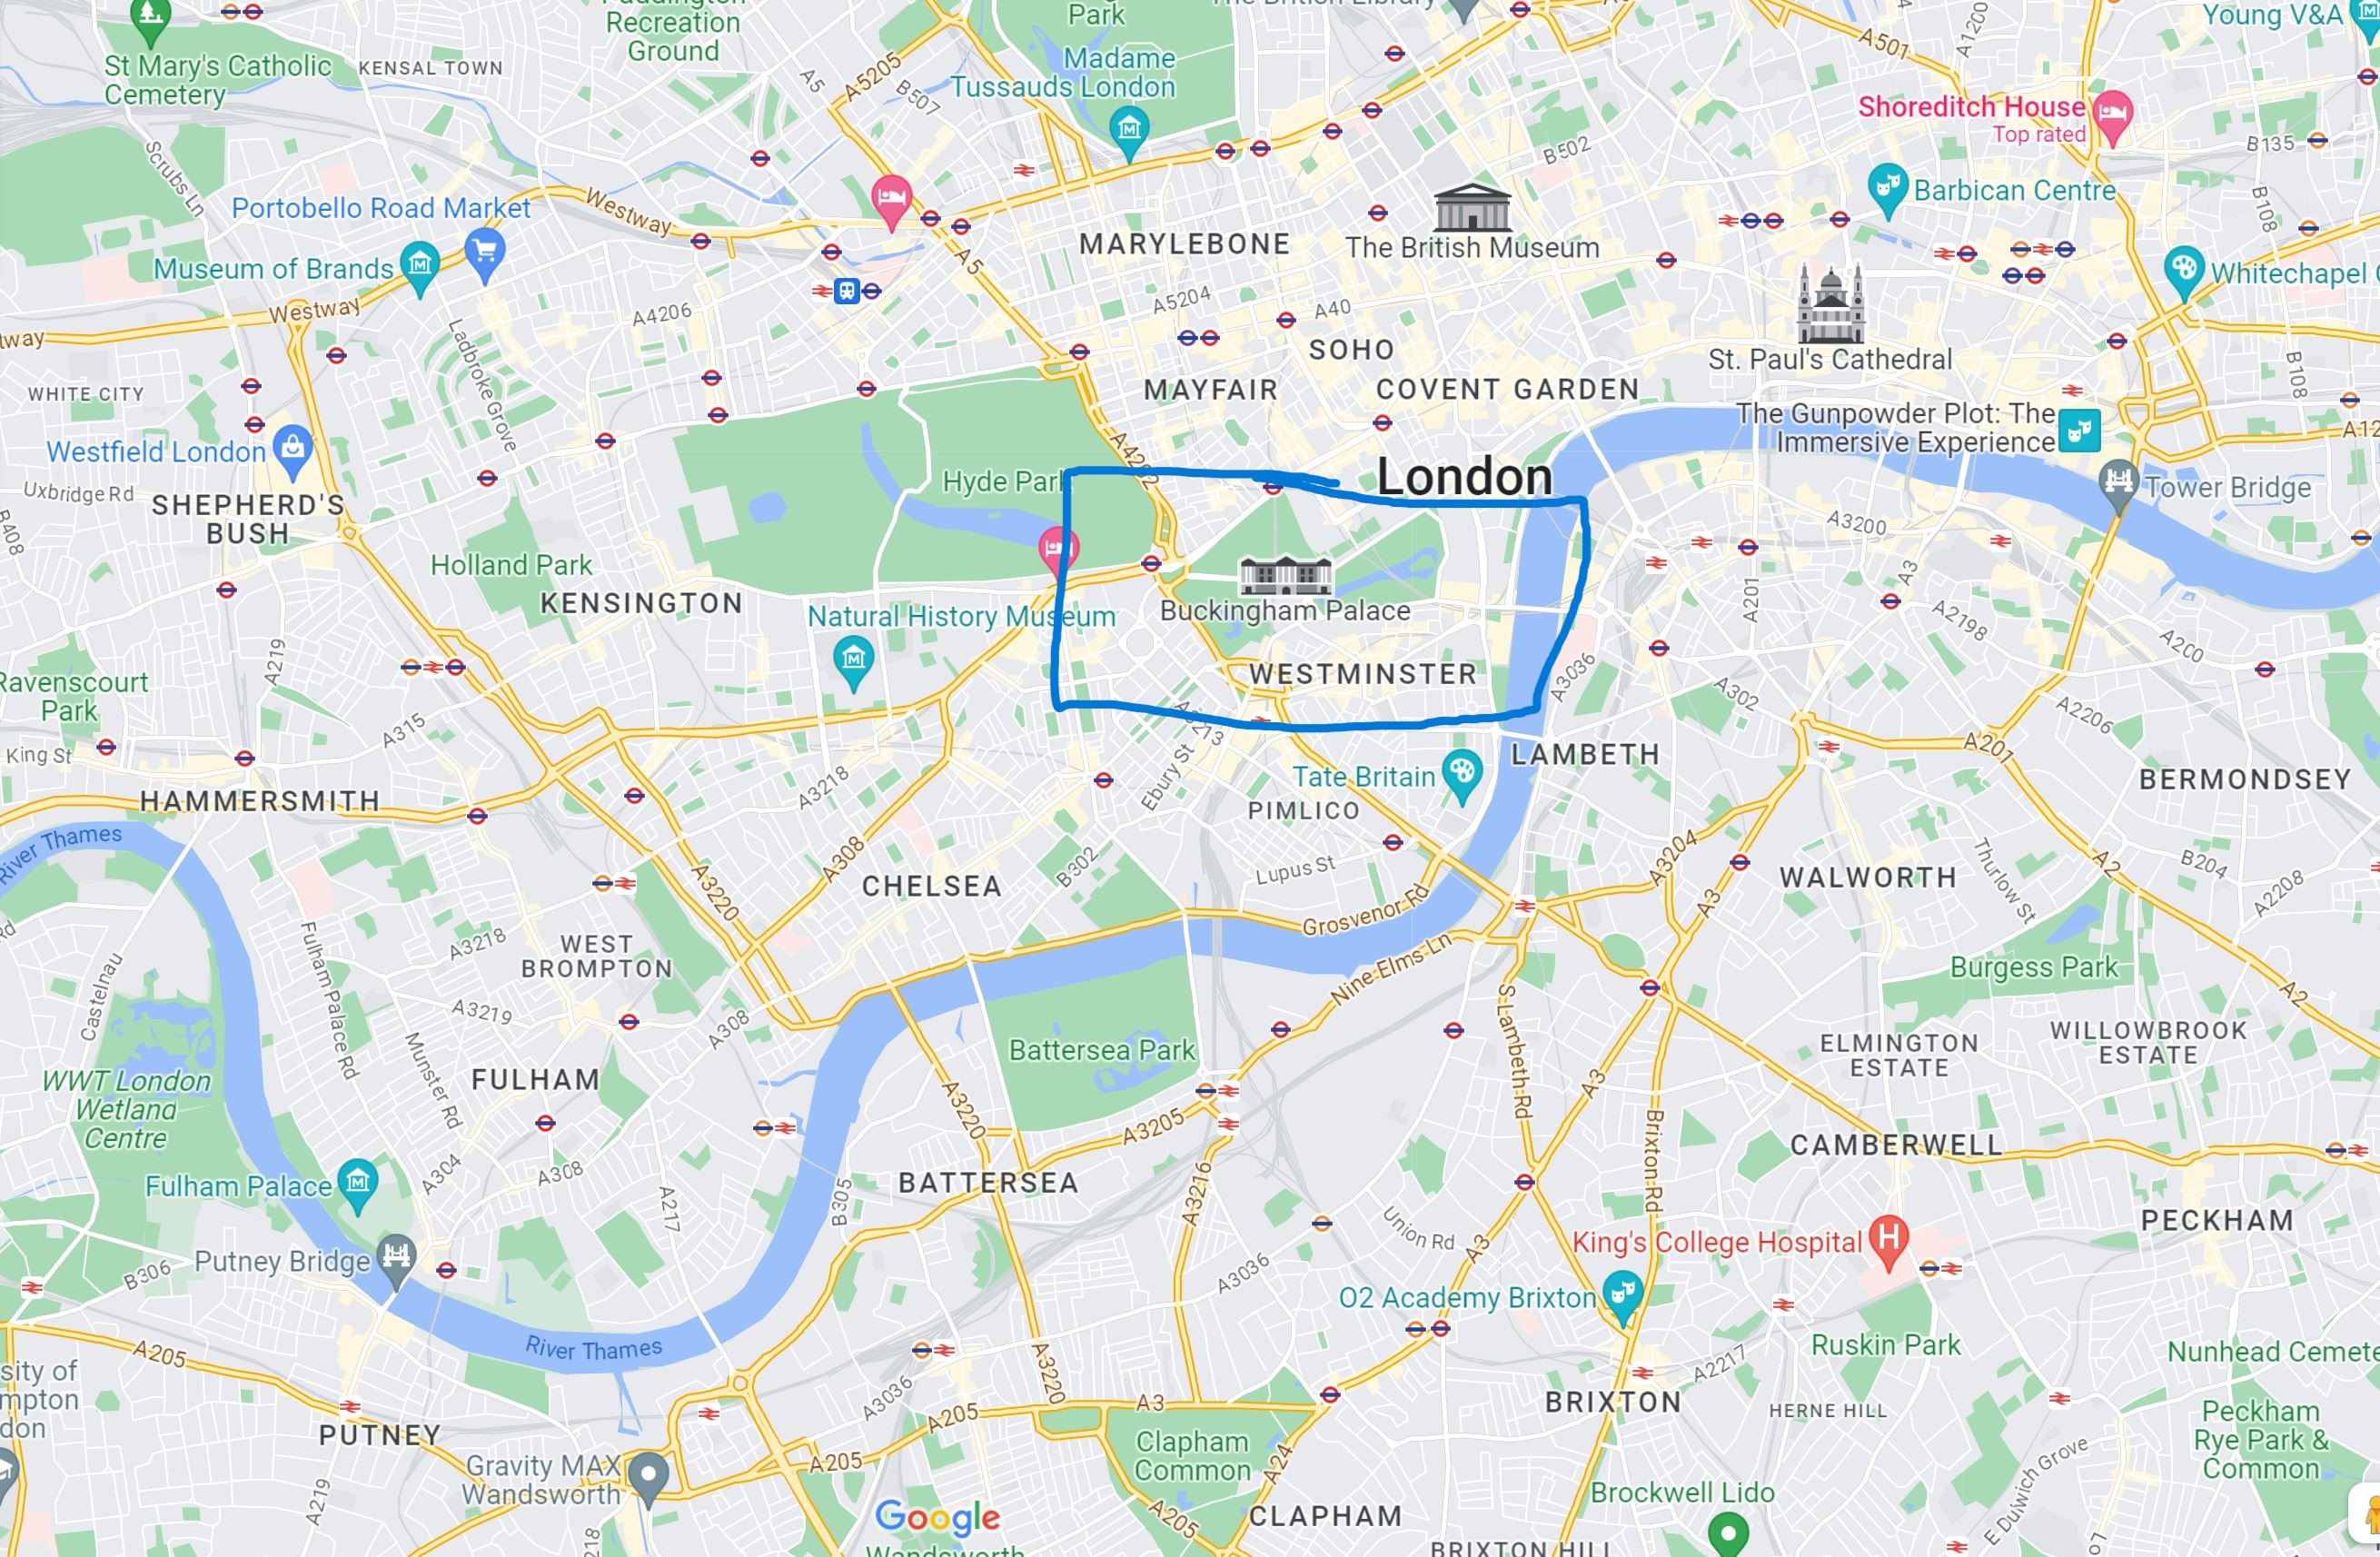 Recreation
Ground
Park
Young V&A
A501
A1200
St Mary's Catholic
Cemetery
KENSAL TOWN
A5
A5205
B507
Madame
Tussauds London
Shoreditch House
Top rated
B502
B135
Scrubs Ln
Portobello Road Market
Westway
Barbican Centre
B108
MARYLEBONE
The British Museum
Museum of Brands
A5
Whitechapel
Westway
A4206
A5204
A40
tway
Ladbroke Grove
SOHO
St. Paul's Cathedral
B108
WHITE CITY
MAYFAIR
COVENT GARDEN
The Gunpowder Plot: The
Immersive Experience
A12
Westfield London
A4202
Hyde Park
London
Tower Bridge
Uxbridge Rd
SHEPHERD'S
BUSH
B408
A3200
Holland Park
A3
KENSINGTON
Natural History Museum
Buckingham Palace
A201
A2198
A200
A219
WESTMINSTER
A3036
Ravenscourt
Park
A302
A2206
A315
A3213
King St
LAMBETH
A201
Ebury St
Tate Britain
BERMONDSEY
HAMMERSMITH
A3218
PIMLICO
River Thames
A308
A3204
B302
Lupus St
Thurlow St
A2
B204
A3220
CHELSEA
WALWORTH
A2208
Grosvenor Rd
A3
Fulham Palace Rd
A3218
WEST
BROMPTON
Nine Elms Ln
Burgess Park
Castelnau
A2
A3219
A308
S Lambeth Rd
ELMINGTON
ESTATE
WILLOWBROOK
ESTATE
Munster Rd
Battersea Park
WWT London
Wetland
Centre
FULHAM
A3220
A3
A3205
Brixton Rd
CAMBERWELL
A304
A308
Fulham Palace
BATTERSEA
A217
B305
A3216
Union Rd
PECKHAM
Putney Bridge
A3
King's College Hospital
B306
A3036
O2 Academy Brixton
River Thames
A205
Ruskin Park
A2217
Nunhead Cemete
sity of
mpton
don
A3220
A3036
A3
BRIXTON
HERNE HILL
PUTNEY
A205
Peckham
Rye Park &
Common
Clapham
Common
A24
A205
Gravity MAX
Wandsworth
A219
E Dulwich Grove
Brockwell Lido
Google
A205
CLAPHAM
218
BRIXTON HILL
Wandsworth